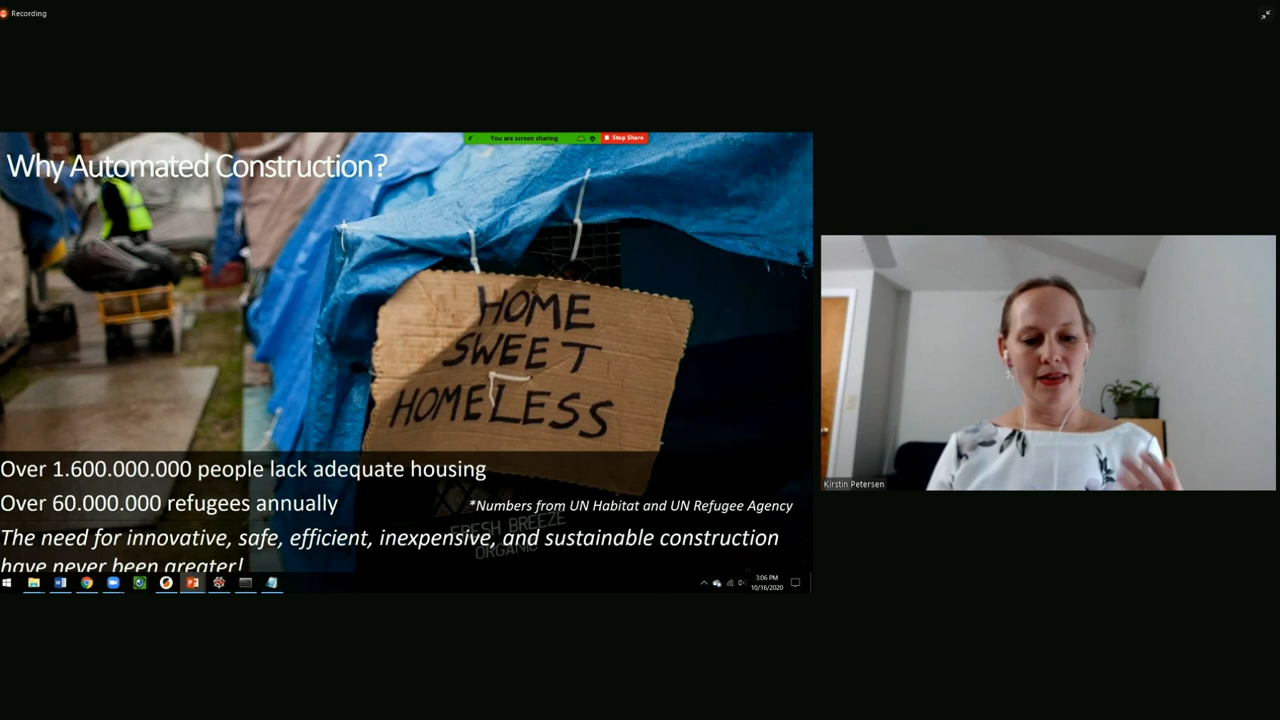 Recording
You are screen sharing
Stop Share
Why Automated Construction?
HOME
SWEET
HOMELESS
Over 1.600.000.000 people lack adequate housing
Over 60.000.000 refugees annually
*Numbers from UN Habitat and UN Refugee Agency
FRESH BREEZE
ORGANIC
The need for innovative, safe, efficient, inexpensive, and sustainable construction
have never been greater!
3:06 PM
10/16/2020
Kirstin Petersen